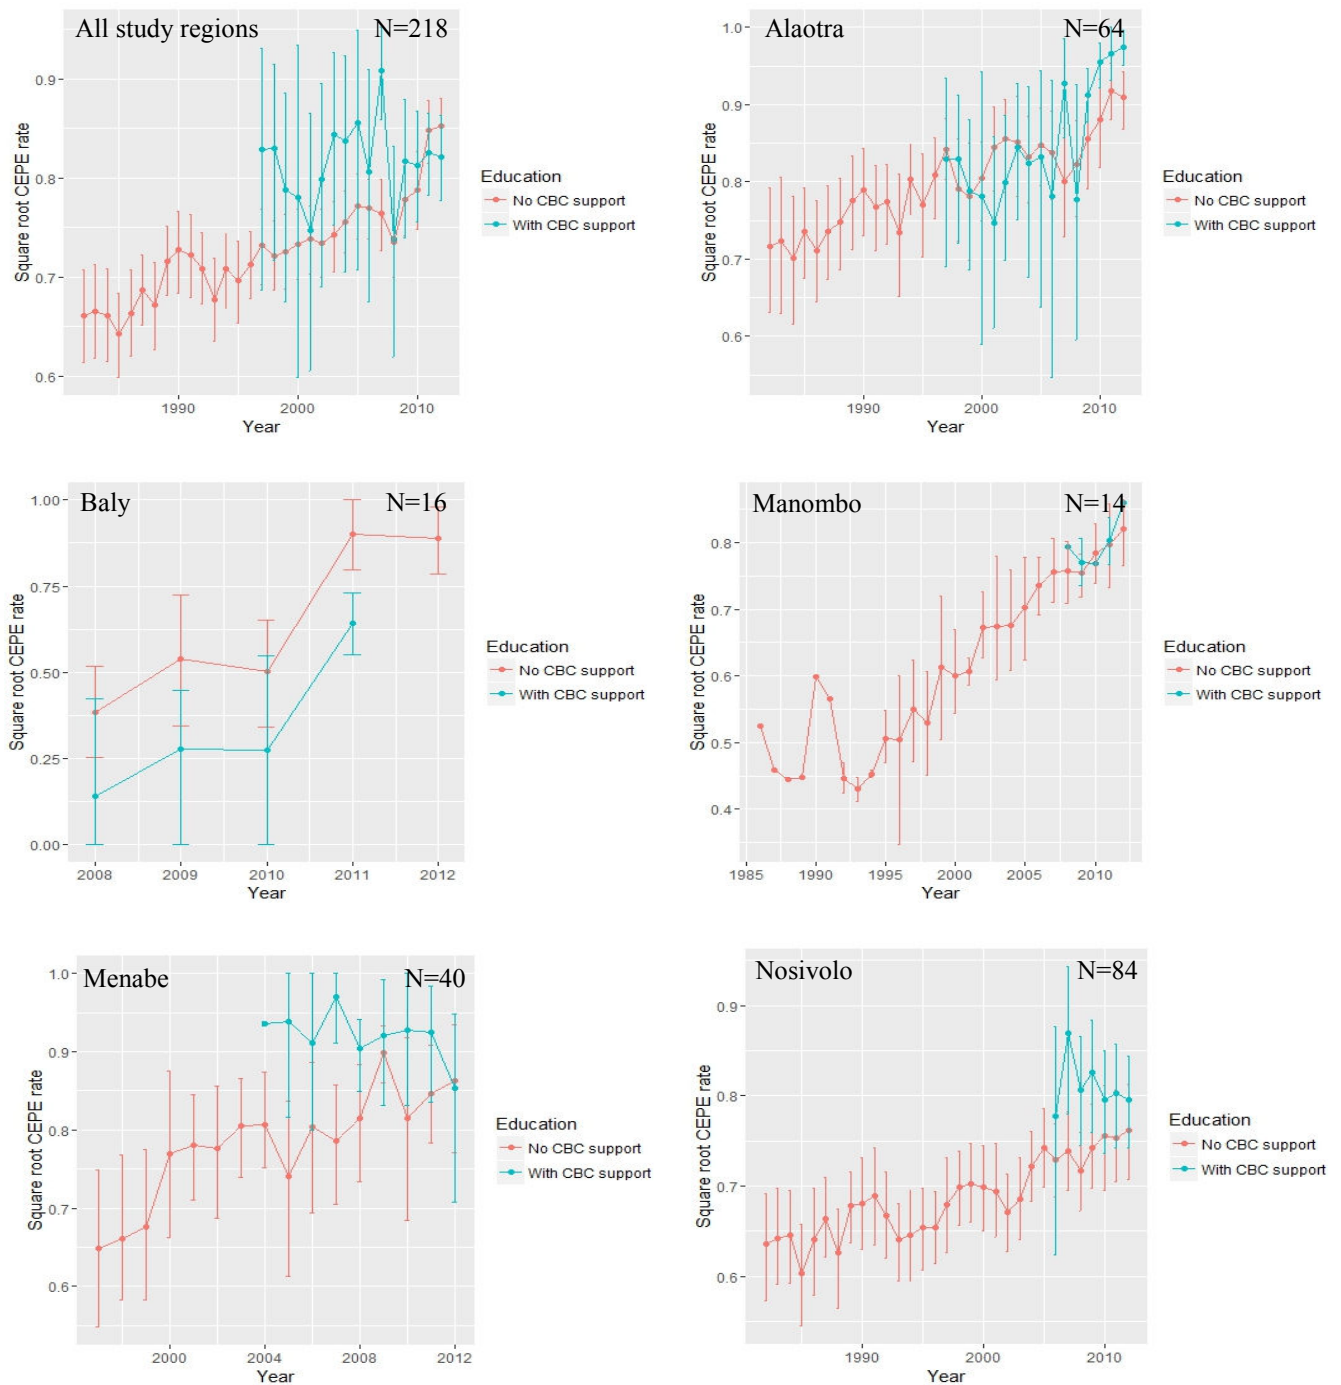 All study regions N=218
0.9
0.8
0.7
0.6
Square root CEPE rate
1990 2000 2010
Year
Education
No CBC support
With CBC support
Alaotra N=64
1.0
0.9
0.8
0.7
0.6
Square root CEPE rate
1990 2000 2010
Year
Education
No CBC support
With CBC support
Baly N=16
1.00
0.75
0.50
0.25
0.00
Square root CEPE rate
2008 2009 2010 2011 2012
Year
Education
No CBC support
With CBC support
Manombo N=14
0.8
0.7
0.6
0.5
0.4
Square root CEPE rate
1985 1990 1995 2000 2005 2010
Year
Education
No CBC support
With CBC support
Menabe N=40
1.0
0.9
0.8
0.7
0.6
Square root CEPE rate
2000 2004 2008 2012
Year
Education
No CBC support
With CBC support
Nosivolo N=84
0.9
0.8
0.7
0.6
Square root CEPE rate
1990 2000 2010
Year
Education
No CBC support
With CBC support